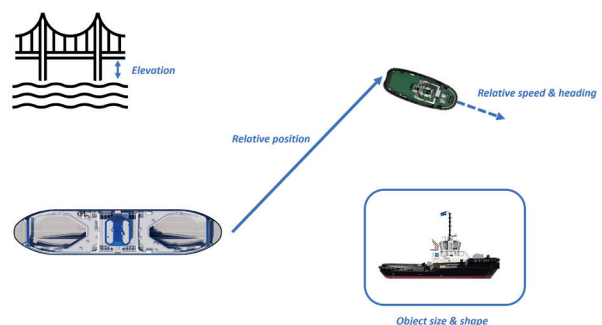 Elevation
Relative speed & heading
Relative position
Object size & shape